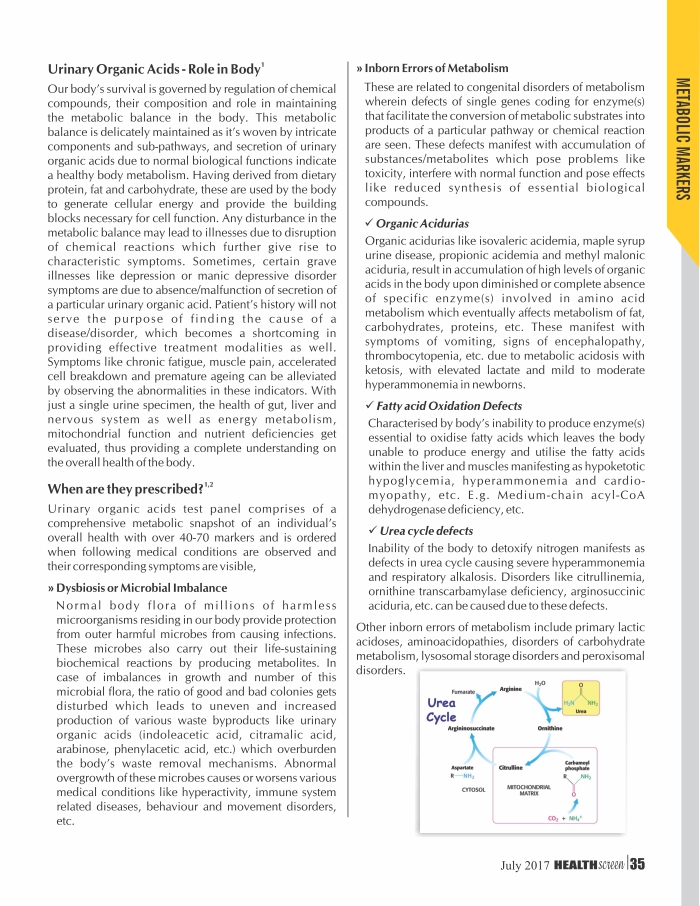 Urinary Organic Acids - Role in Body1
Our body's survival is governed by regulation of chemical
compounds, their composition and role in maintaining
the metabolic balance in the body. This metabolic
balance is delicately maintained as it's woven by intricate
components and sub-pathways, and secretion of urinary
organic acids due to normal biological functions indicate
a healthy body metabolism. Having derived from dietary
protein, fat and carbohydrate, these are used by the body
to generate cellular energy and provide the building
blocks necessary for cell function. Any disturbance in the
metabolic balance may lead to illnesses due to disruption
of chemical reactions which further give rise to
characteristic symptoms. Sometimes, certain grave
illnesses like depression or manic depressive disorder
symptoms are due to absence/malfunction of secretion of
a particular urinary organic acid. Patient's history will not
serve the purpose of finding the cause of a
disease/disorder, which becomes a shortcoming in
providing effective treatment modalities as well.
Symptoms like chronic fatigue, muscle pain, accelerated
cell breakdown and premature ageing can be alleviated
by observing the abnormalities in these indicators. With
just a single urine specimen, the health of gut, liver and
nervous system as well as energy metabolism,
mitochondrial function and nutrient deficiencies get
evaluated, thus providing a complete understanding on
the overall health of the body.
When are they prescribed?1,2
Urinary organic acids test panel comprises of a
comprehensive metabolic snapshot of an individual's
overall health with over 40-70 markers and is ordered
when following medical conditions are observed and
their corresponding symptoms are visible,
» Dysbiosis or Microbial Imbalance
Normal body flora of millions of harmless
microorganisms residing in our body provide protection
from outer harmful microbes from causing infections.
These microbes also carry out their life-sustaining
biochemical reactions by producing metabolites. In
case of imbalances in growth and number of this
microbial flora, the ratio of good and bad colonies gets
disturbed which leads to uneven and increased
production of various waste byproducts like urinary
organic acids (indoleacetic acid, citramalic acid,
arabinose, phenylacetic acid, etc.) which overburden
the body's waste removal mechanisms. Abnormal
overgrowth of these microbes causes or worsens various
medical conditions like hyperactivity, immune system
related diseases, behaviour and movement disorders,
etc.
» Inborn Errors of Metabolism
These are related to congenital disorders of metabolism
wherein defects of single genes coding for enzyme(s)
that facilitate the conversion of metabolic substrates into
products of a particular pathway or chemical reaction
are seen. These defects manifest with accumulation of
substances/metabolites which pose problems like
toxicity, interfere with normal function and pose effects
like reduced synthesis of essential biological
compounds.
✓ Organic Acidurias
Organic acidurias like isovaleric acidemia, maple syrup
urine disease, propionic acidemia and methyl malonic
aciduria, result in accumulation of high levels of organic
acids in the body upon diminished or complete absence
of specific enzyme(s) involved in amino acid
metabolism which eventually affects metabolism of fat,
carbohydrates, proteins, etc. These manifest with
symptoms of vomiting, signs of encephalopathy,
thrombocytopenia, etc. due to metabolic acidosis with
ketosis, with elevated lactate and mild to moderate
hyperammonemia in newborns.
✓ Fatty acid Oxidation Defects
Characterised by body's inability to produce enzyme(s)
essential to oxidise fatty acids which leaves the body
unable to produce energy and utilise the fatty acids
within the liver and muscles manifesting as hypoketotic
hypoglycemia, hyperammonemia and cardio-
myopathy, etc. E.g. Medium-chain acyl-CoA
dehydrogenase deficiency, etc.
✓ Urea cycle defects
Inability of the body to detoxify nitrogen manifests as
defects in urea cycle causing severe hyperammonemia
and respiratory alkalosis. Disorders like citrullinemia,
ornithine transcarbamylase deficiency, arginosuccinic
aciduria, etc. can be caused due to these defects.
Other inborn errors of metabolism include primary lactic
acidoses, aminoacidopathies, disorders of carbohydrate
metabolism, lysosomal storage disorders and peroxisomal
disorders.
Urea
Cycle
Fumarate
Arginine
H2O
O
H2N NH2
Urea
Argininosuccinate
Ornithine
Aspartate
R—NH2
CYTOSOL
Citrulline
MITOCHONDRIAL
MATRIX
Carbamoyl
phosphate
R NH2
O
CO2 + NH4+
METABOLIC MARKERS
July 2017 HEALTHscreen 35